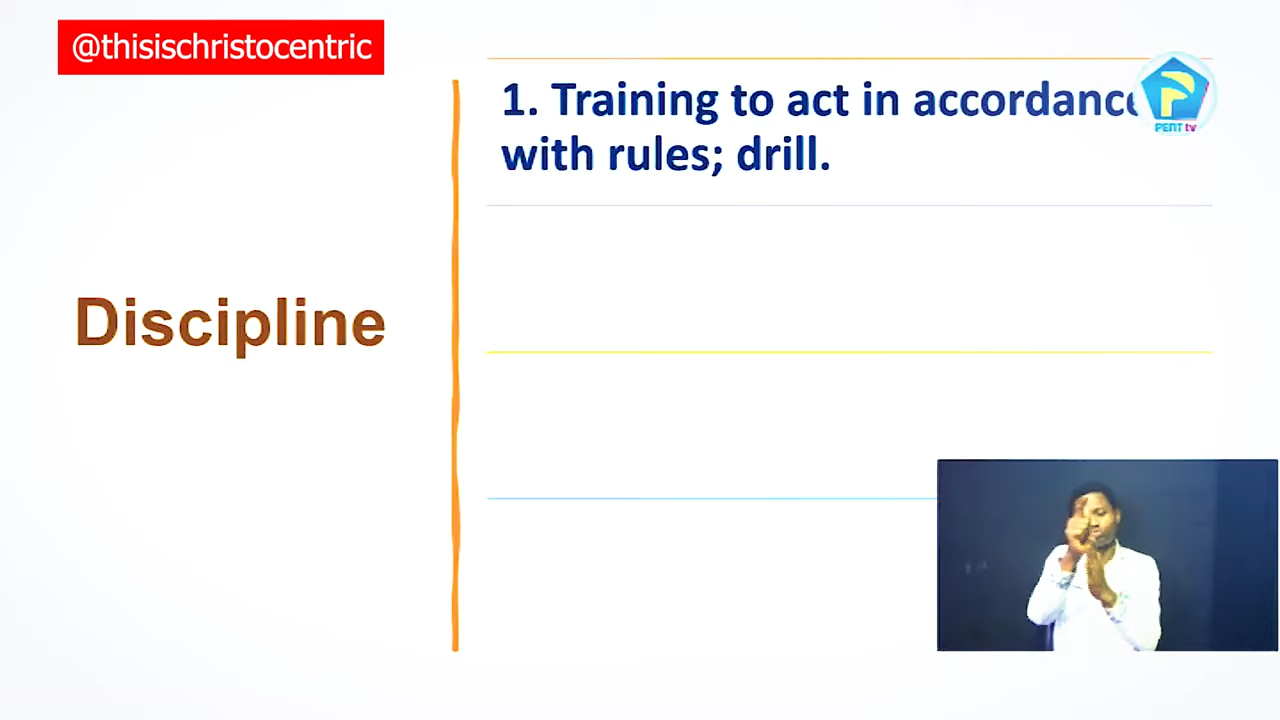 @thisischristocentric
1. Training to act in accordance
with rules; drill.
PENT tv
Discipline